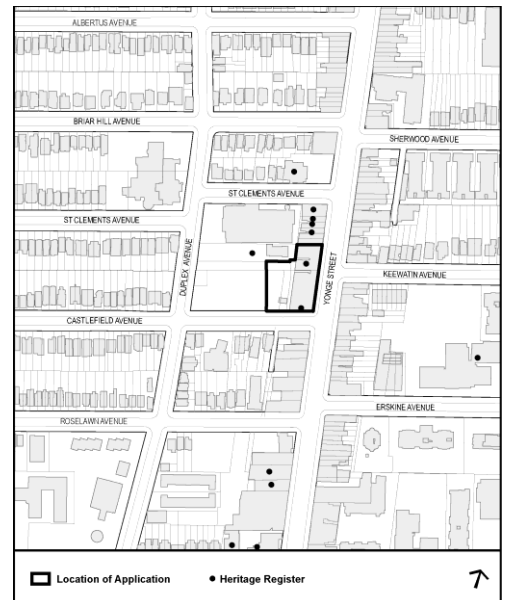 ALBERTUS AVENUE
BRIAR HILL AVENUE
SHERWOOD AVENUE
ST CLEMENTS AVENUE
ST CLEMENTS AVENUE
DUPLEX AVENUE
YONGE STREET
KEEWATIN AVENUE
CASTLEFIELD AVENUE
ERSKINE AVENUE
ROSELAWN AVENUE
Location of Application
Heritage Register